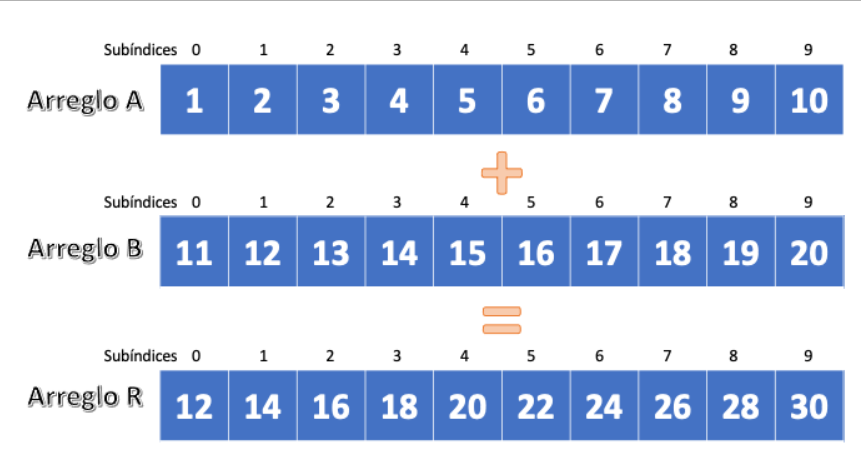 Subíndices 0 1 2 3 4 5 6 7 8 9
Arreglo A 1 2 3 4 5 6 7 8 9 10
+
Subíndices 0 1 2 3 4 5 6 7 8 9
Arreglo B 11 12 13 14 15 16 17 18 19 20
=
Subíndices 0 1 2 3 4 5 6 7 8 9
Arreglo R 12 14 16 18 20 22 24 26 28 30